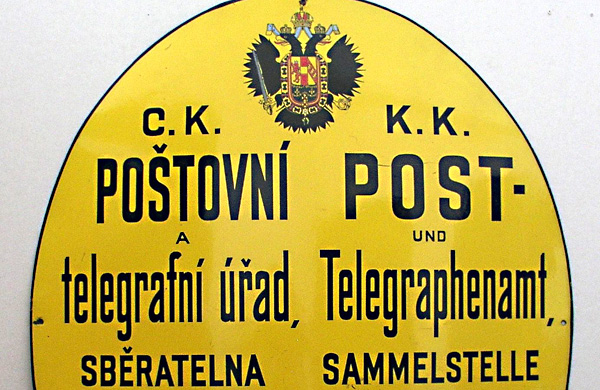 C. K.
POŠTOVNÍ
A
telegrafní úřad,
SBĚRATELNA
K. K.
POST-
UND
Telegraphenamt,
SAMMELSTELLE